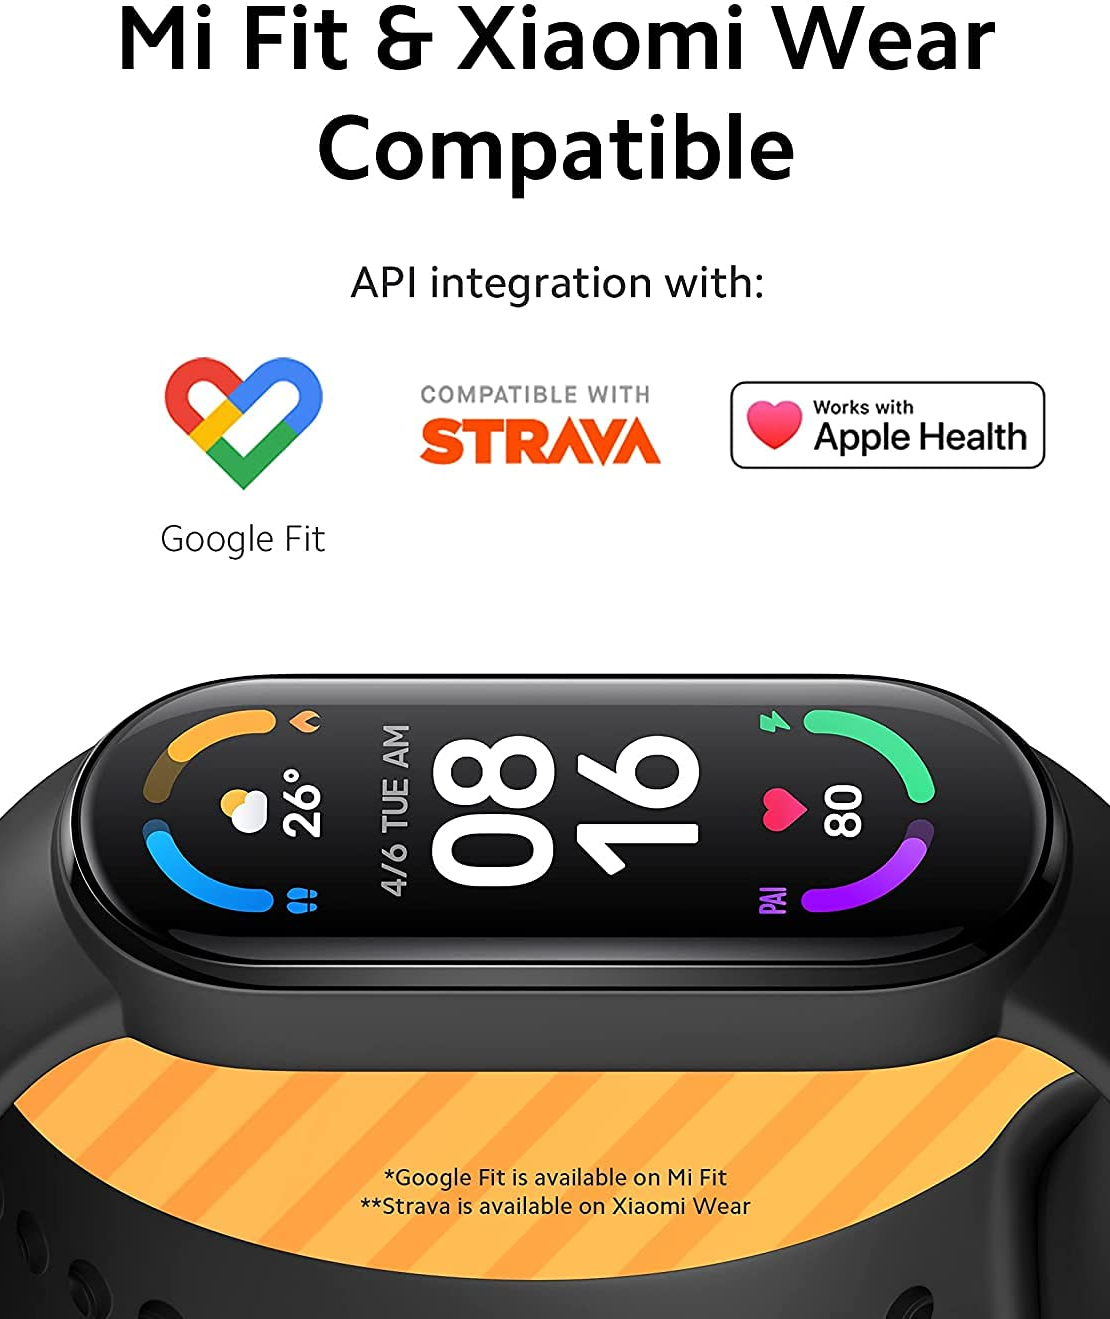 Mi Fit & Xiaomi Wear
Compatible
API integration with:
Google Fit
COMPATIBLE WITH
STRAVA
Works with
Apple Health
26°
4/6 TUE AM
08
16
80
PAI
*Google Fit is available on Mi Fit
**Strava is available on Xiaomi Wear